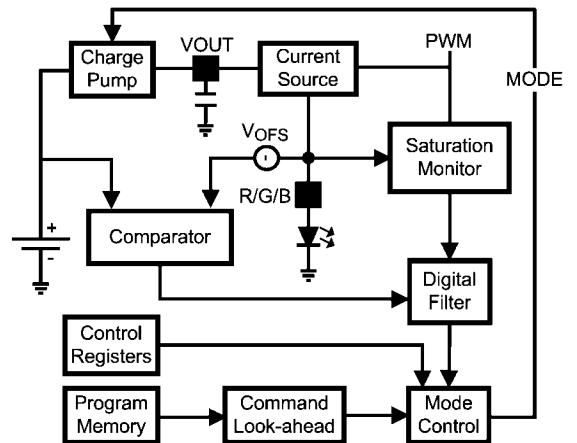 Charge
Pump
VOUT
Current
Source
PWM
MODE
VOFS
Saturation
Monitor
R/G/B
Comparator
+
-
Digital
Filter
Control
Registers
Program
Memory
Command
Look-ahead
Mode
Control